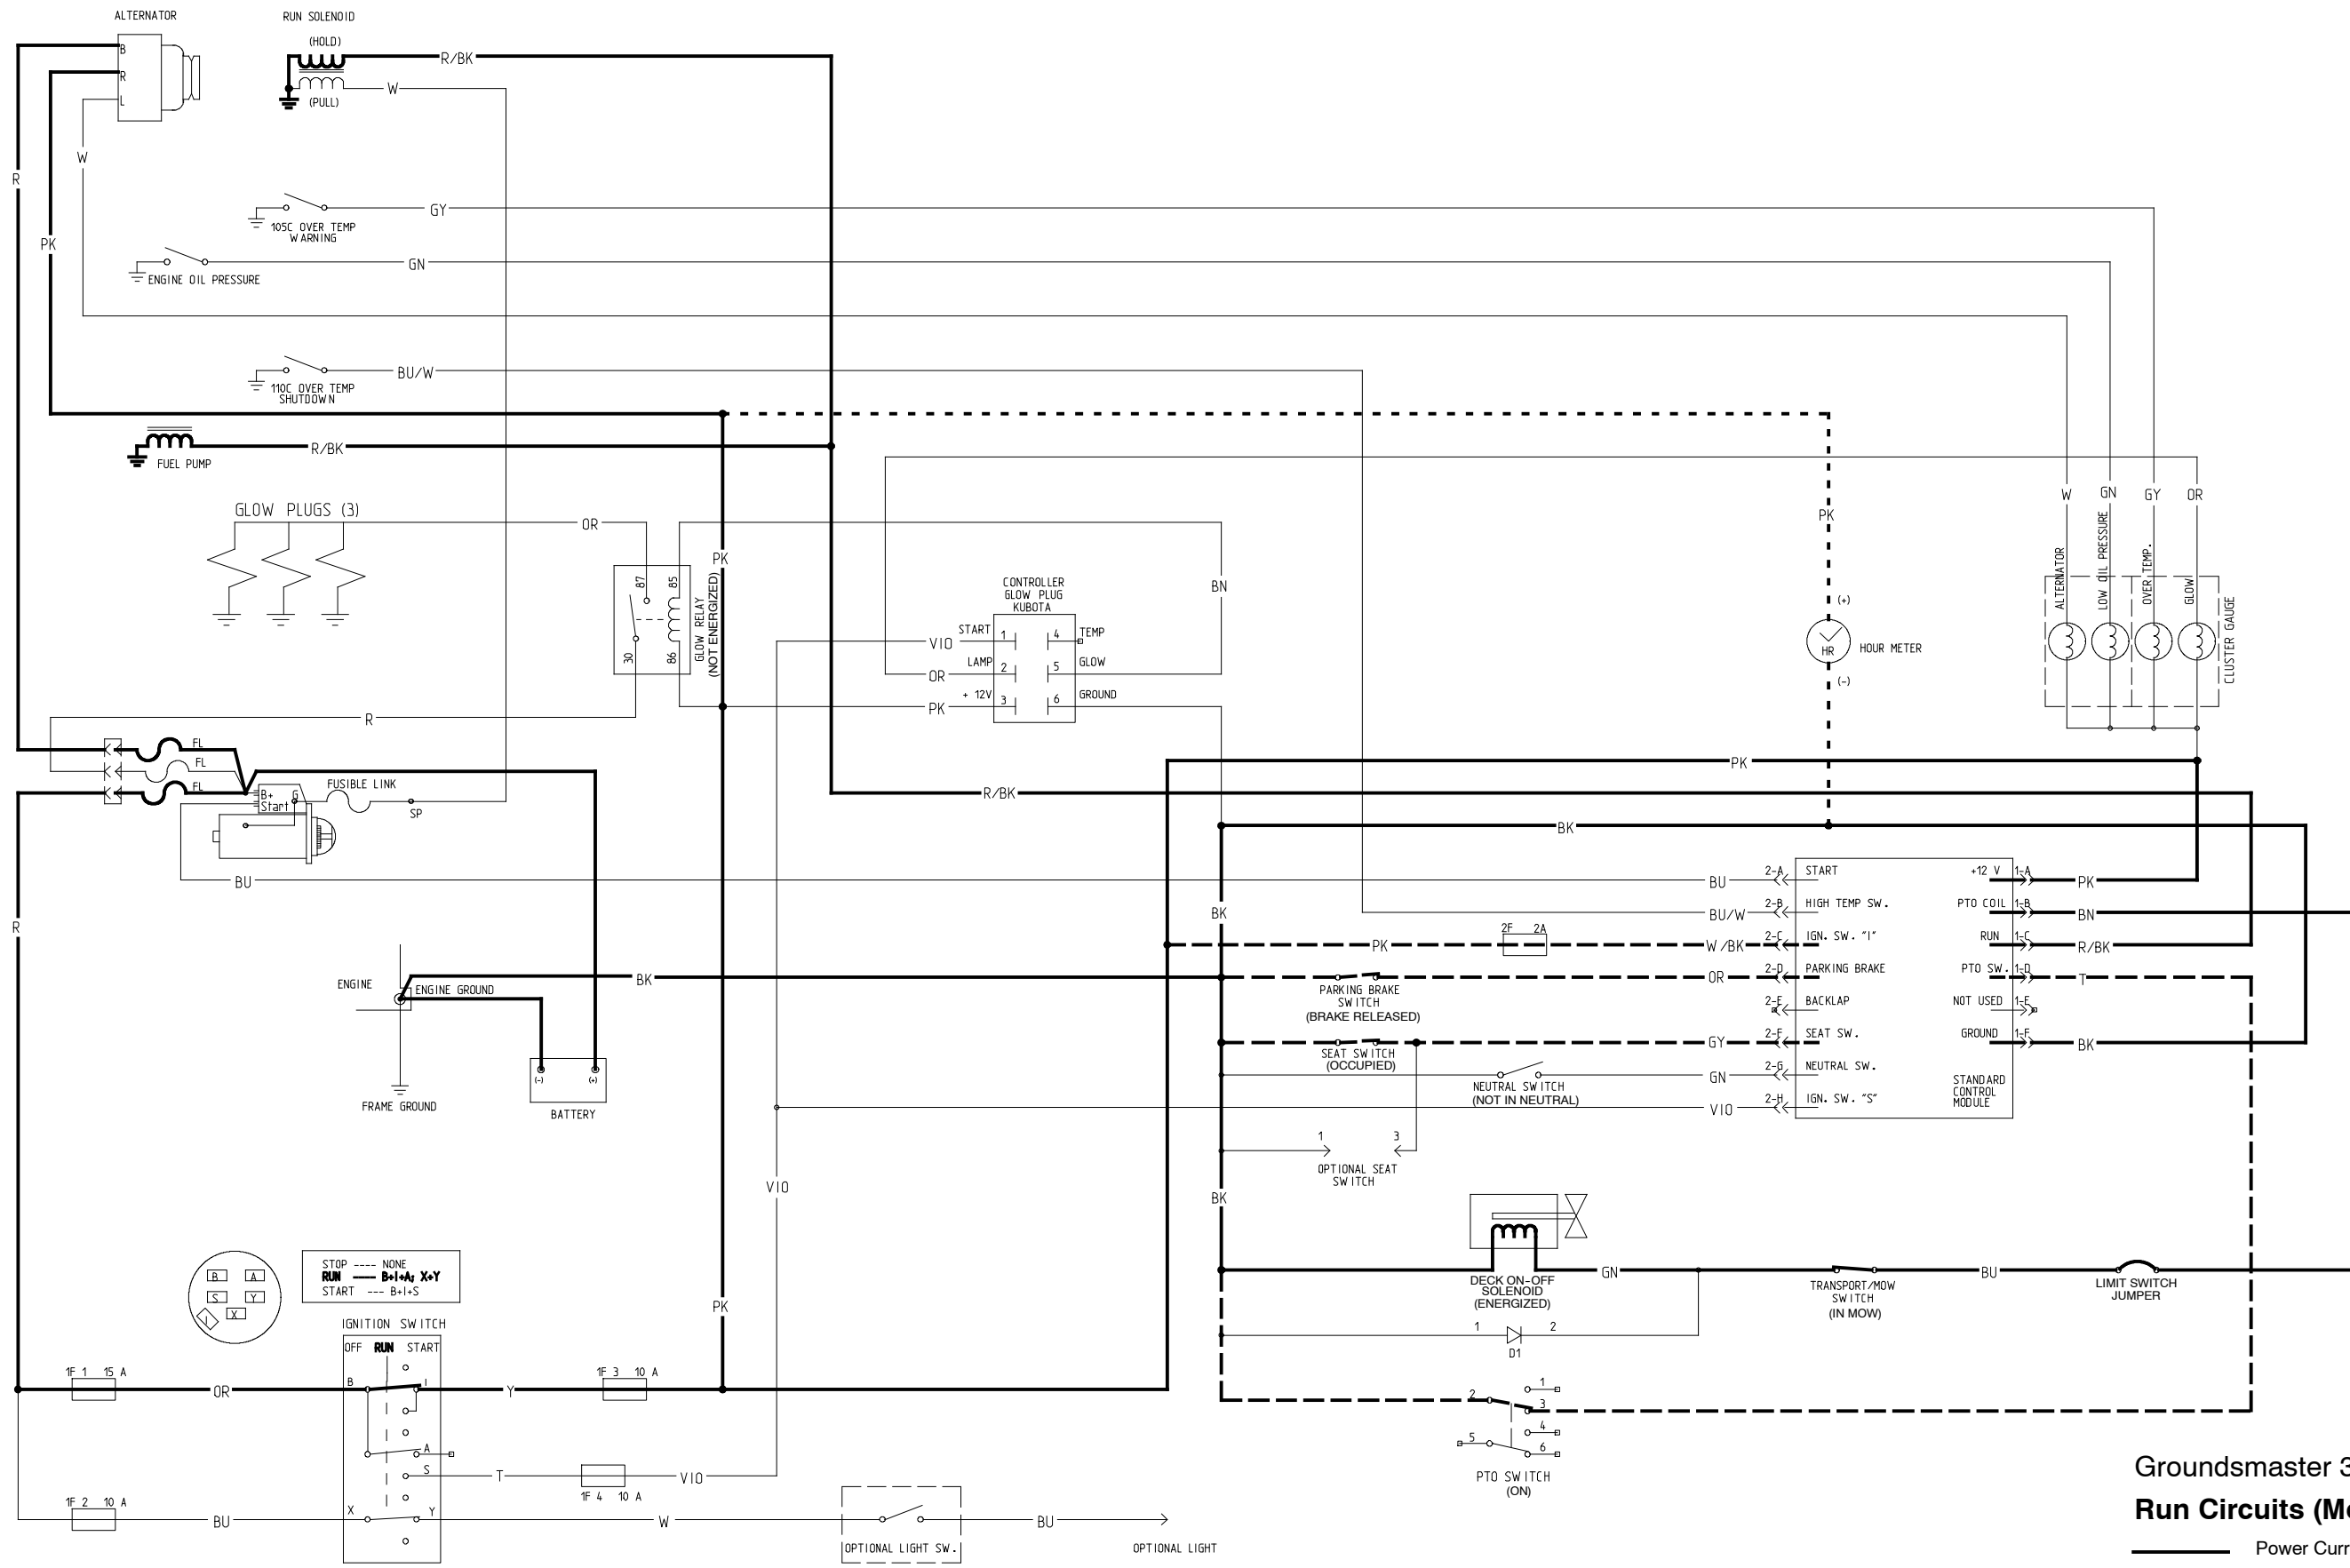 ALTERNATOR
RUN SOLENOID
(HOLD)
B
R/BK
R
W
(PULL)
L
W
R
GY
105C OVER TEMP
WARNING
PK
GN
ENGINE OIL PRESSURE
BU/W
110C OVER TEMP
SHUTDOWN
R/BK
FUEL PUMP
W
GN
GY
OR
GLOW PLUGS (3)
OR
PK
PK
ALTERNATOR
LOW OIL PRESSURE
OVER TEMP.
GLOW
CLUSTER GAUGE
87
85
30
86
GLOW RELAY
(NOT ENERGIZED)
CONTROLLER
GLOW PLUG
KUBOTA
BN
(+)
START
1
4
TEMP
VIO
HR
HOUR METER
LAMP
2
5
GLOW
OR
(-)
+ 12V
3
6
GROUND
PK
R
FL
FL
PK
FL
FUSIBLE LINK
B+
G
Start
SP
R/BK
BK
BU
BU
2-A
START
+12 V
1-A
PK
BK
BU/W
2-B
HIGH TEMP SW.
PTO COIL
1-B
BN
R
2F
2A
PK
W/BK
2-C
IGN. SW. "I"
RUN
1-C
R/BK
ENGINE
ENGINE GROUND
BK
PARKING BRAKE
SWITCH
(BRAKE RELEASED)
OR
2-D
PARKING BRAKE
PTO SW.
1-D
T
2-E
BACKLAP
NOT USED
1-E
SEAT SWITCH
(OCCUPIED)
GY
2-F
SEAT SW.
GROUND
1-F
BK
(-)
(+)
BATTERY
FRAME GROUND
NEUTRAL SWITCH
(NOT IN NEUTRAL)
GN
2-G
NEUTRAL SW.
STANDARD
CONTROL
MODULE
VIO
2-H
IGN. SW. "S"
1
3
OPTIONAL SEAT
SWITCH
VIO
BK
B
A
S
Y
I
X
STOP ---- NONE
RUN ---- B+I+A; X+Y
START --- B+I+S
PK
DECK ON-OFF
SOLENOID
(ENERGIZED)
GN
TRANSPORT/MOW
SWITCH
(IN MOW)
BU
LIMIT SWITCH
JUMPER
IGNITION SWITCH
OFF
RUN
START
1
2
D1
1F 1
15 A
OR
B
I
Y
1F 3
10 A
2
1
3
4
5
6
PTO SWITCH
(ON)
A
S
T
1F 4
10 A
VIO
1F 2
10 A
BU
X
Y
W
OPTIONAL LIGHT SW.
BU
OPTIONAL LIGHT
Groundsmaster 3
Run Circuits (Mo
Power Curr